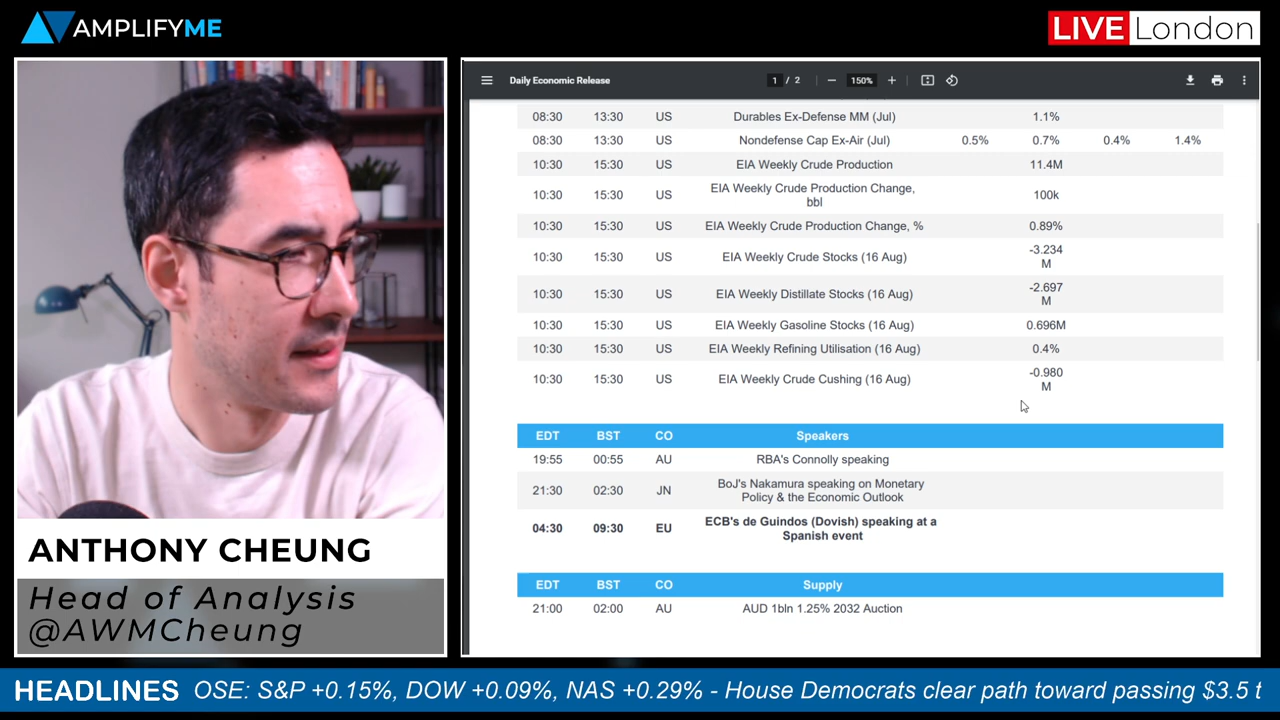 AMPLIFYME
LIVE London
Daily Economic Release
1 / 2
150%
08:30 13:30 US Durables Ex-Defense MM (Jul) 1.1%
08:30 13:30 US Nondefense Cap Ex-Air (Jul) 0.5% 0.7% 0.4% 1.4%
10:30 15:30 US EIA Weekly Crude Production 11.4M
10:30 15:30 US EIA Weekly Crude Production Change,
bbl 100k
10:30 15:30 US EIA Weekly Crude Production Change, % 0.89%
10:30 15:30 US EIA Weekly Crude Stocks (16 Aug) -3.234
M
10:30 15:30 US EIA Weekly Distillate Stocks (16 Aug) -2.697
M
10:30 15:30 US EIA Weekly Gasoline Stocks (16 Aug) 0.696M
10:30 15:30 US EIA Weekly Refining Utilisation (16 Aug) 0.4%
10:30 15:30 US EIA Weekly Crude Cushing (16 Aug) -0.980
M
EDT BST CO Speakers
19:55 00:55 AU RBA's Connolly speaking
21:30 02:30 JN BoJ's Nakamura speaking on Monetary
Policy & the Economic Outlook
04:30 09:30 EU ECB's de Guindos (Dovish) speaking at a
Spanish event
EDT BST CO Supply
21:00 02:00 AU AUD 1bln 1.25% 2032 Auction
ANTHONY CHEUNG
Head of Analysis
@AWMCheung
HEADLINES OSE: S&P +0.15%, DOW +0.09%, NAS +0.29% - House Democrats clear path toward passing $3.5 t